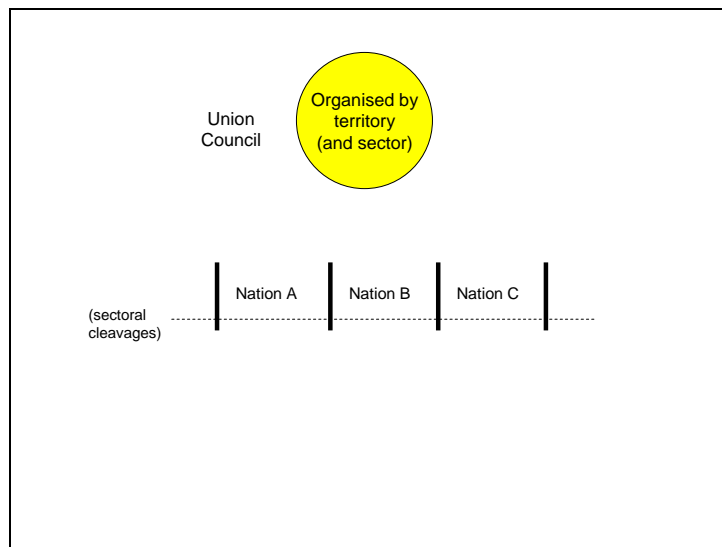 Organised by
territory
(and sector)
Union
Council
Nation A
Nation B
Nation C
(sectoral
cleavages)